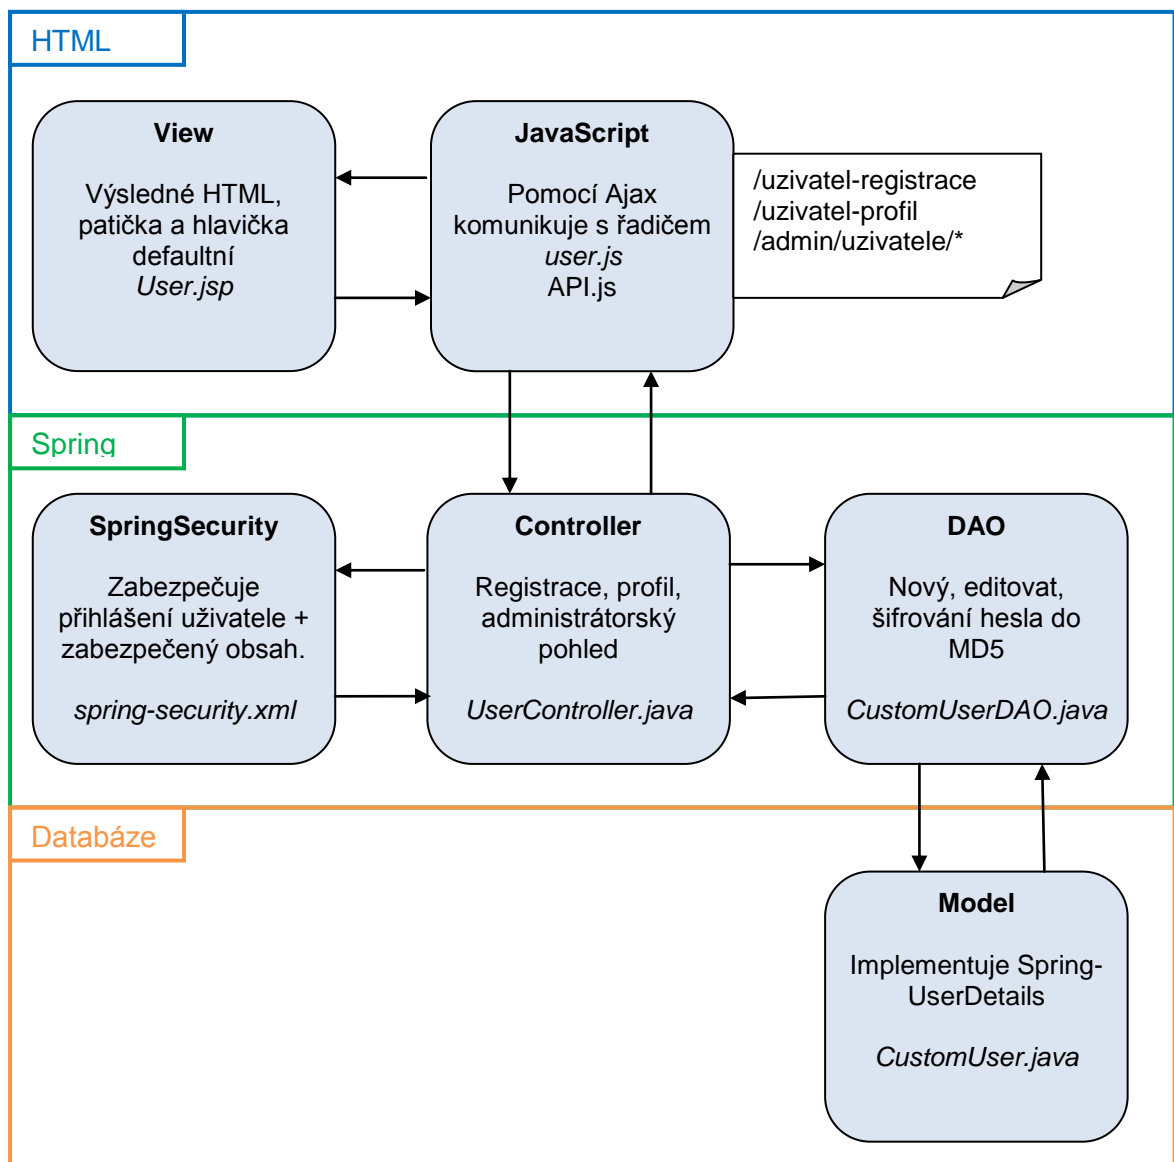 HTML
View
Výsledné HTML,
patička a hlavička
defaultní
User.jsp
JavaScript
Pomocí Ajax
komunikuje s řadičem
user.js
API.js
/uzivatel-registrace
/uzivatel-profil
/admin/uzivatele/*
Spring
SpringSecurity
Zabezpečuje
přihlášení uživatele +
zabezpečený obsah.
spring-security.xml
Controller
Registrace, profil,
administrátorský
pohled
UserController.java
DAO
Nový, editovat,
šifrování hesla do
MD5
CustomUserDAO.java
Databáze
Model
Implementuje Spring-
UserDetails
CustomUser.java